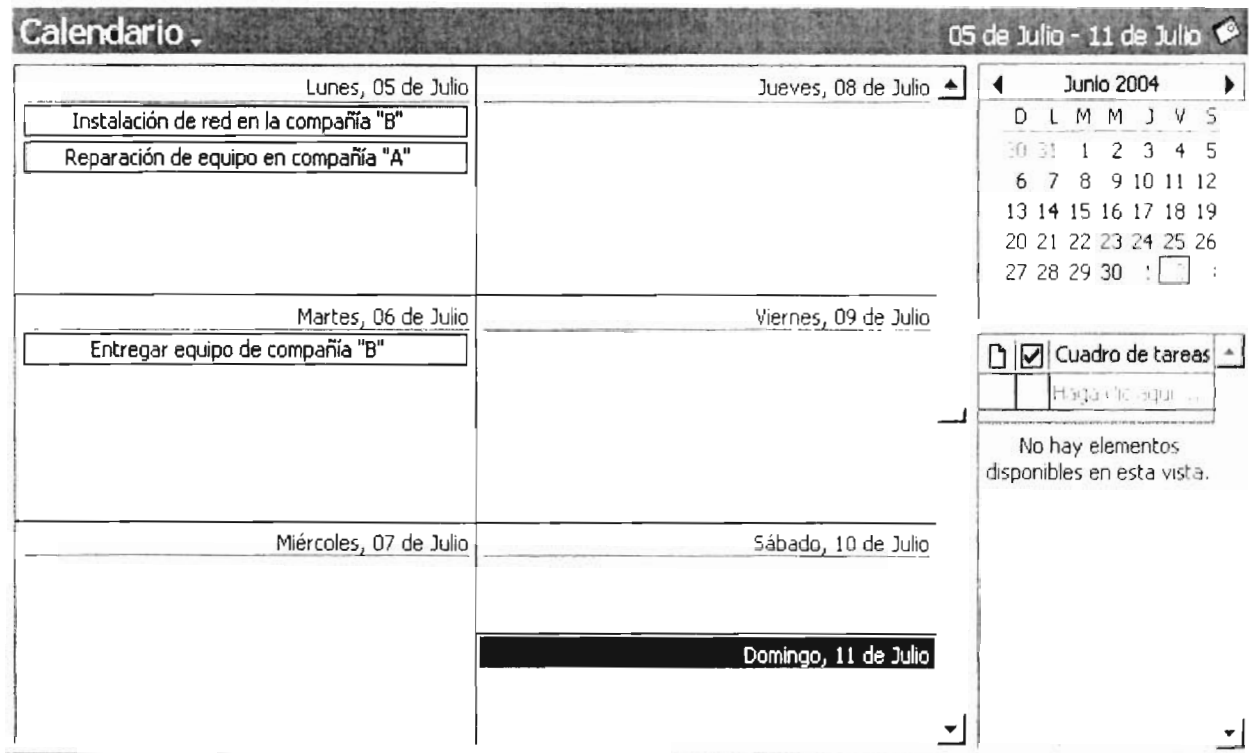 Calendario
05 de Julio - 11 de Julio
Lunes, 05 de Julio
Instalación de red en la compañía "B"
Reparación de equipo en compañía "A"
Martes, 06 de Julio
Entregar equipo de compañía "B"
Miércoles, 07 de Julio
Jueves, 08 de Julio
Viernes, 09 de Julio
Sábado, 10 de Julio
Domingo, 11 de Julio
Junio 2004
D L M M J V S
30 31 1 2 3 4 5
6 7 8 9 10 11 12
13 14 15 16 17 18 19
20 21 22 23 24 25 26
27 28 29 30
Cuadro de tareas
Haga clic aquí ...
No hay elementos
disponibles en esta vista.